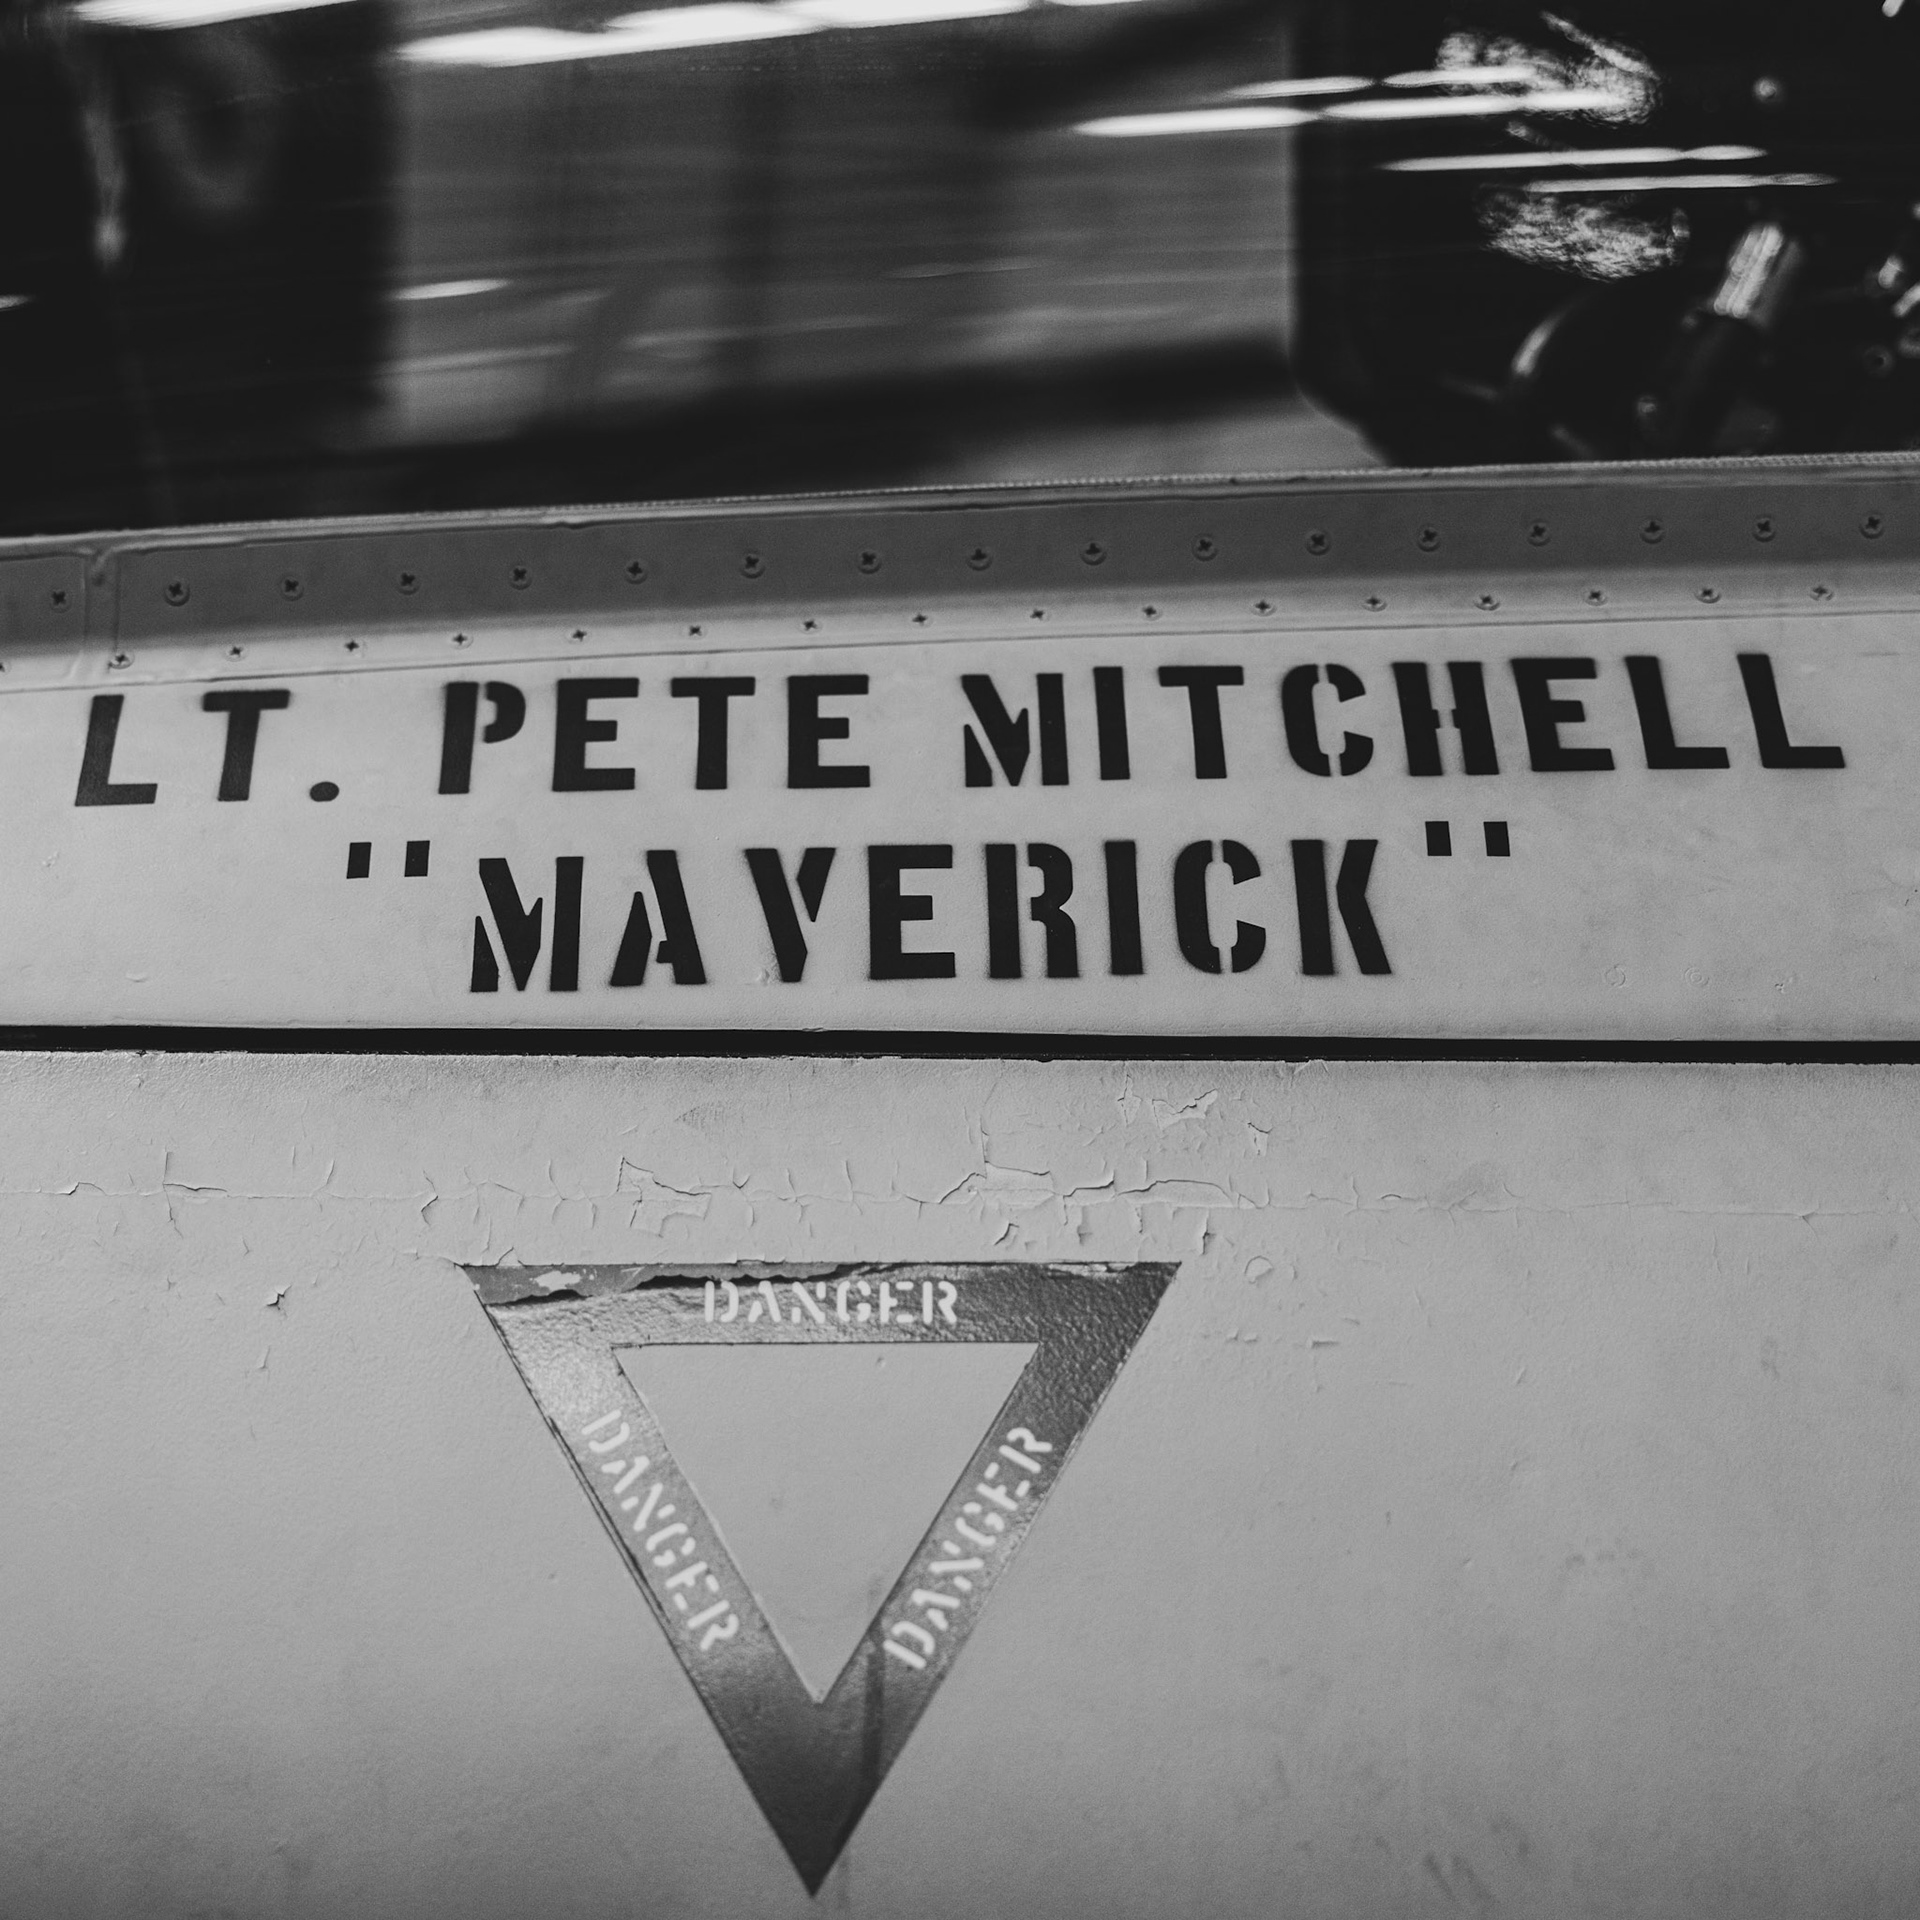 LT. PETE MITCHELL
"MAVERICK"
DANGER
DANGER
DANGER